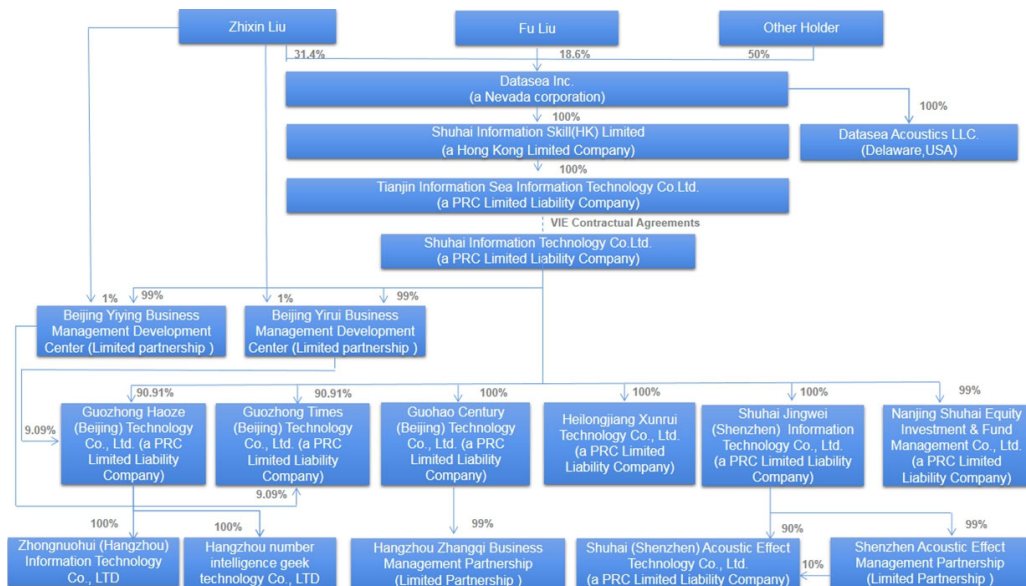 Zhixin Liu
Fu Liu
Other Holder
31.4%
18.6%
50%
Datasea Inc.
(a Nevada corporation)
100%
100%
Shuhai Information Skill(HK) Limited
(a Hong Kong Limited Company)
Datasea Acoustics LLC.
(Delaware,USA)
100%
Tianjin Information Sea Information Technology Co.Ltd.
(a PRC Limited Liability Company)
VIE Contractual Agreements
Shuhai Information Technology Co.Ltd.
(a PRC Limited Liability Company)
1%
99%
1%
99%
Beijing Yiying Business
Management Development
Center (Limited partnership )
Beijing Yirui Business
Management Development
Center (Limited partnership )
90.91%
90.91%
100%
100%
100%
99%
9.09%
Guozhong Haoze
(Beijing) Technology
Co., Ltd. (a PRC
Limited Liability
Company)
Guozhong Times
(Beijing) Technology
Co., Ltd. (a PRC
Limited Liability
Company)
Guohao Century
(Beijing) Technology
Co., Ltd. (a PRC
Limited Liability
Company)
Heilongjiang Xunrui
Technology Co., Ltd.
(a PRC Limited
Liability Company)
Shuhai Jingwei
(Shenzhen) Information
Technology Co., Ltd.
(a PRC Limited Liability
Company)
Nanjing Shuhai Equity
Investment & Fund
Management Co., Ltd.
(a PRC Limited
Liability Company)
9.09%
100%
100%
99%
90%
99%
Zhongnuohui (Hangzhou)
Information Technology
Co., LTD
Hangzhou number
intelligence geek
technology Co., LTD
Hangzhou Zhangqi Business
Management Partnership
(Limited Partnership )
Shuhai (Shenzhen) Acoustic Effect
Technology Co., Ltd.
(a PRC Limited Liability Company)
10%
Shenzhen Acoustic Effect
Management Partnership
(Limited Partnership )